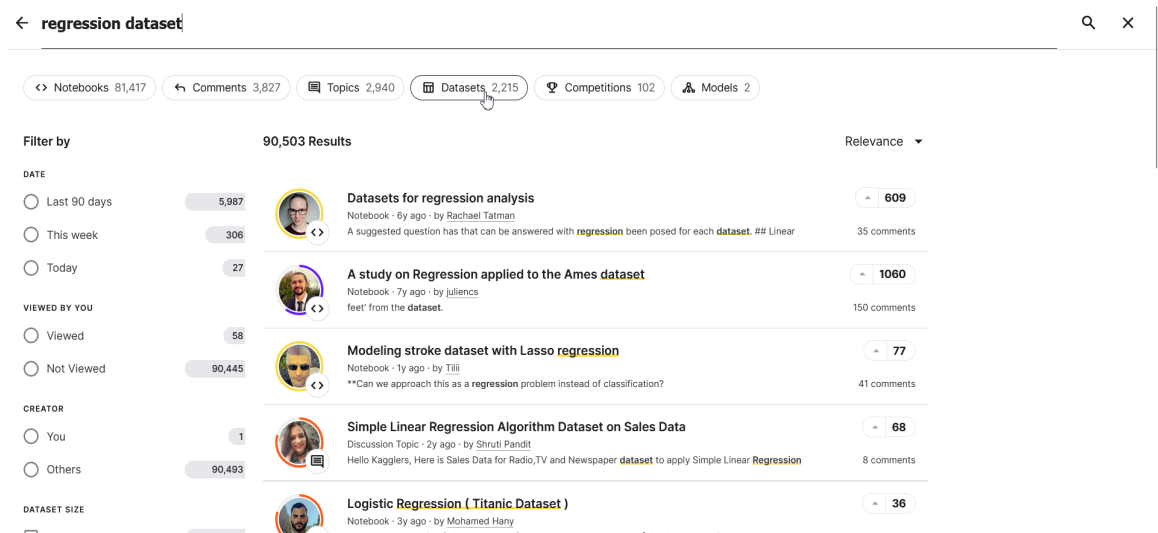 regression dataset
Notebooks 81,417
Comments 3,827
Topics 2,940
Datasets 2,215
Competitions 102
Models 2
Filter by
90,503 Results
Relevance
DATE
Last 90 days 5,987
This week 306
Today 27
VIEWED BY YOU
Viewed 58
Not Viewed 90,445
CREATOR
You 1
Others 90,493
DATASET SIZE
Datasets for regression analysis
609
Notebook · 6y ago · by Rachael Tatman
A suggested question has that can be answered with regression been posed for each dataset. ## Linear
35 comments
A study on Regression applied to the Ames dataset
1060
Notebook · 7y ago · by juliencs
feet' from the dataset.
150 comments
Modeling stroke dataset with Lasso regression
77
Notebook · 1y ago · by Tilii
**Can we approach this as a regression problem instead of classification?
41 comments
Simple Linear Regression Algorithm Dataset on Sales Data
68
Discussion Topic · 2y ago · by Shruti Pandit
Hello Kagglers, Here is Sales Data for Radio,TV and Newspaper dataset to apply Simple Linear Regression
8 comments
Logistic Regression ( Titanic Dataset )
36
Notebook · 3y ago · by Mohamed Hany